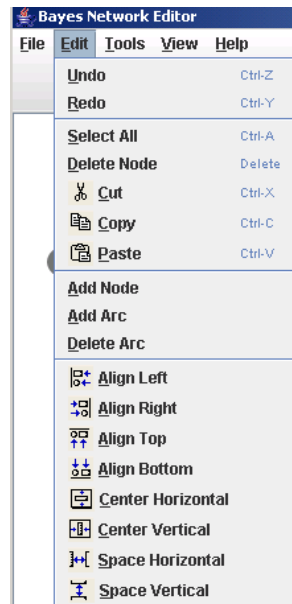 Bayes Network Editor
File Edit Tools View Help
Undo Ctrl-Z
Redo Ctrl-Y
Select All Ctrl-A
Delete Node Delete
Cut Ctrl-X
Copy Ctrl-C
Paste Ctrl-V
Add Node
Add Arc
Delete Arc
Align Left
Align Right
Align Top
Align Bottom
Center Horizontal
Center Vertical
Space Horizontal
Space Vertical